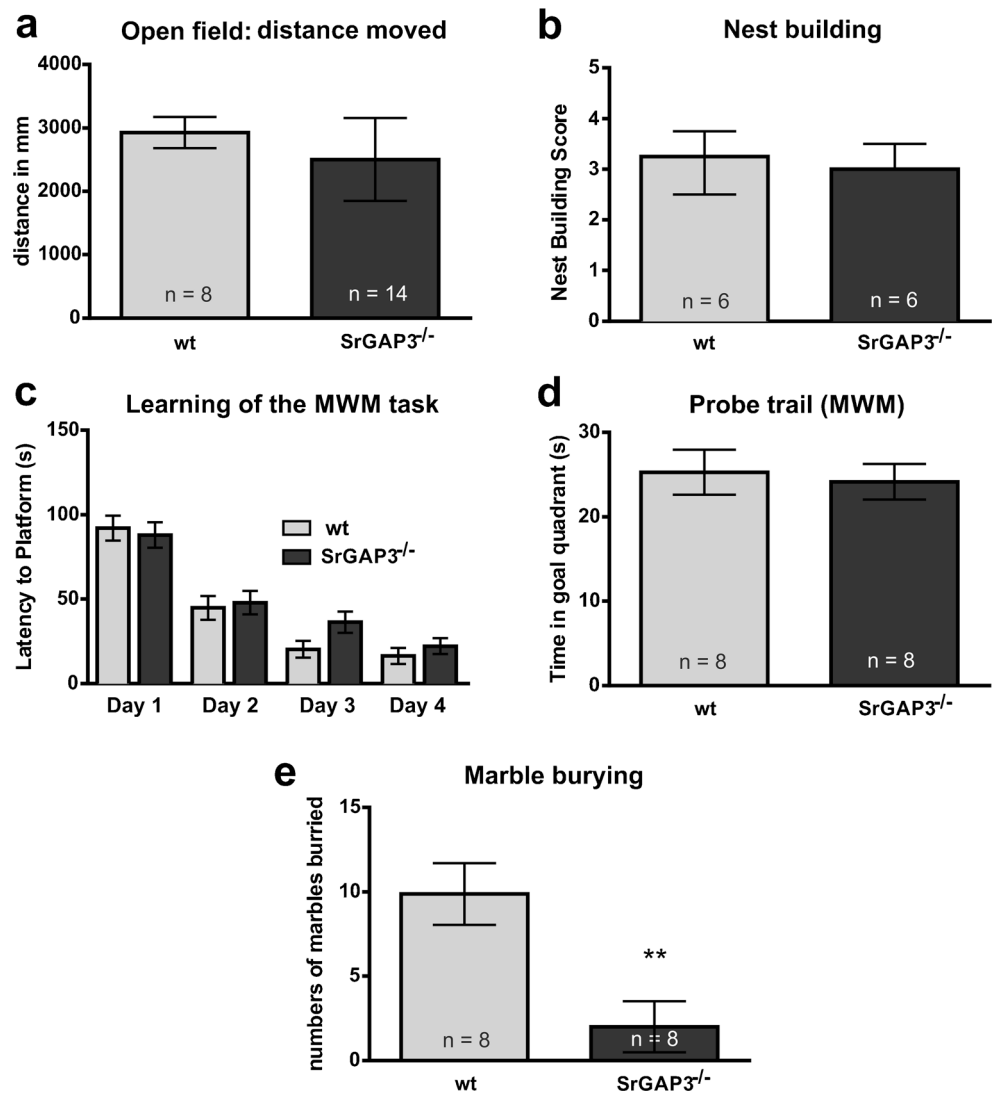 a
Open field: distance moved
distance in mm
4000
3000
2000
1000
0
n = 8
n = 14
wt
SrGAP3-/-
b
Nest building
Nest Building Score
5
4
3
2
1
0
n = 6
n = 6
wt
SrGAP3-/-
c
Learning of the MWM task
Latency to Platform (s)
150
100
50
0
wt
SrGAP3-/-
Day 1
Day 2
Day 3
Day 4
d
Probe trail (MWM)
Time in goal quadrant (s)
30
20
10
0
n = 8
n = 8
wt
SrGAP3-/-
e
Marble burying
numbers of marbles burried
15
10
5
0
**
n = 8
n = 8
wt
SrGAP3-/-